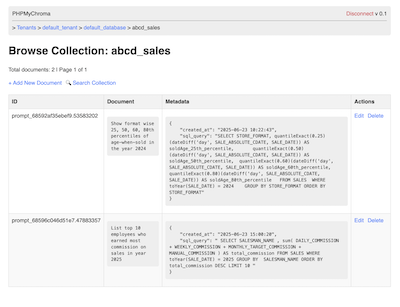 PHPMyChroma
Disconnect v 0.1
> Tenants > default_tenant > default_database > abcd_sales
Browse Collection: abcd_sales
Total documents: 2 | Page 1 of 1
+ Add New Document 🔍 Search Collection
ID Document Metadata Actions
prompt_68592af35ebef9.53583202
Show format wise
25, 50, 60, 80th
percentiles of
age-when-sold in
the year 2024
{
"created_at": "2025-06-23 10:22:43",
"sql_query": "SELECT STORE_FORMAT, quantileExact(0.25)
(dateDiff('day', SALE_ABSOLUTE_CDATE, SALE_DATE)) AS
soldAge_25th_percentile, quantileExact(0.50)
(dateDiff('day', SALE_ABSOLUTE_CDATE, SALE_DATE)) AS
soldAge_50th_percentile, quantileExact(0.60)(dateDiff('day',
SALE_ABSOLUTE_CDATE, SALE_DATE)) AS soldAge_60th_percentile,
quantileExact(0.80)(dateDiff('day', SALE_ABSOLUTE_CDATE,
SALE_DATE)) AS soldAge_80th_percentile FROM SALES WHERE
toYear(SALE_DATE) = 2024 GROUP BY STORE_FORMAT ORDER BY
STORE_FORMAT"
}
Edit Delete
prompt_68596c046d51e7.47883357
List top 10
employees who
earned most
commission on
sales in year
2025
{
"created_at": "2025-06-23 15:00:20",
"sql_query": " SELECT SALESMAN_NAME , sum( DAILY_COMMISSION
+ WEEKLY_COMMISSION + MONTHLY_TARGET_COMMISSION +
MANUAL_COMMISSION ) AS total_commission FROM SALES WHERE
toYear(SALE_DATE) = 2025 GROUP BY SALESMAN_NAME ORDER BY
total_commission DESC LIMIT 10 "
}
Edit Delete